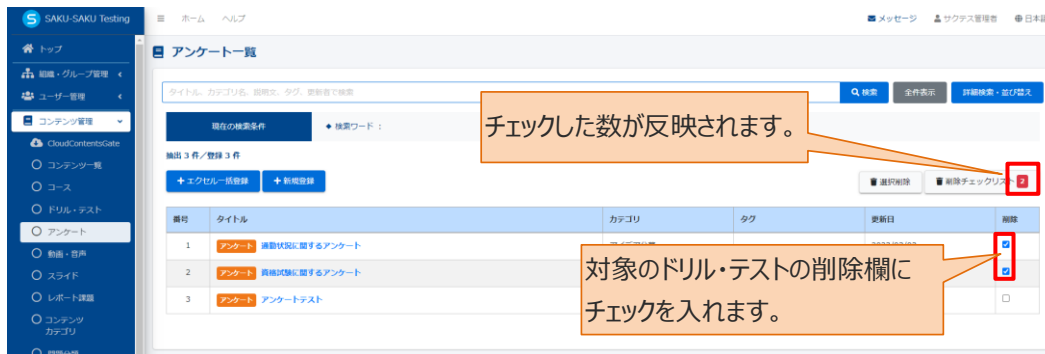 SAKU-SAKU Testing
ホーム ヘルプ
メッセージ サクテス管理者 日本語
トップ
アンケート一覧
組織・グループ管理
ユーザー管理
コンテンツ管理
CloudContentsGate
コンテンツ一覧
コース
ドリル・テスト
アンケート
動画・音声
スライド
レポート課題
コンテンツ
カテゴリ
タイトル、カテゴリ名、説明文、タグ、更新者で検索
検索 全件表示 詳細検索・並び替え
現在の検索条件 ◆ 検索ワード :
チェックした数が反映されます。
抽出 3 件/登録 3 件
+ エクセル一括登録 + 新規登録
選択削除 削除チェックリスト 2
番号 タイトル カテゴリ タグ 更新日 削除
1 アンケート 通勤状況に関するアンケート
2 アンケート 資格試験に関するアンケート
3 アンケート アンケートテスト
対象のドリル・テストの削除欄に
チェックを入れます。